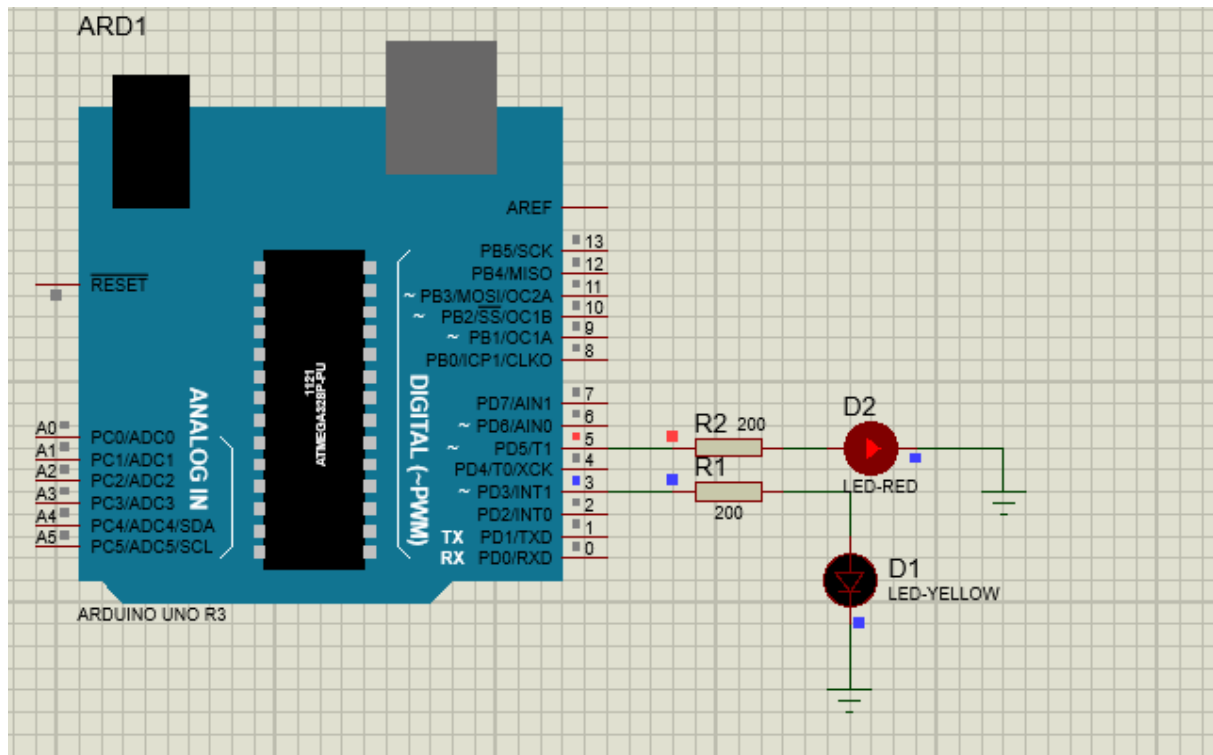 ARD1
AREF
RESET
PB5/SCK 13
PB4/MISO 12
~ PB3/MOSI/OC2A 11
~ PB2/SS/OC1B 10
~ PB1/OC1A 9
PB0/ICP1/CLKO 8
1121
ATMEGA328P-PU
ANALOG IN
DIGITAL (~PWM)
PD7/AIN1 7
~ PD6/AIN0 6
~ PD5/T1 5
PD4/T0/XCK 4
~ PD3/INT1 3
PD2/INT0 2
TX PD1/TXD 1
RX PD0/RXD 0
A0 PC0/ADC0
A1 PC1/ADC1
A2 PC2/ADC2
A3 PC3/ADC3
A4 PC4/ADC4/SDA
A5 PC5/ADC5/SCL
ARDUINO UNO R3
R2 200
D2
LED-RED
R1
200
D1
LED-YELLOW